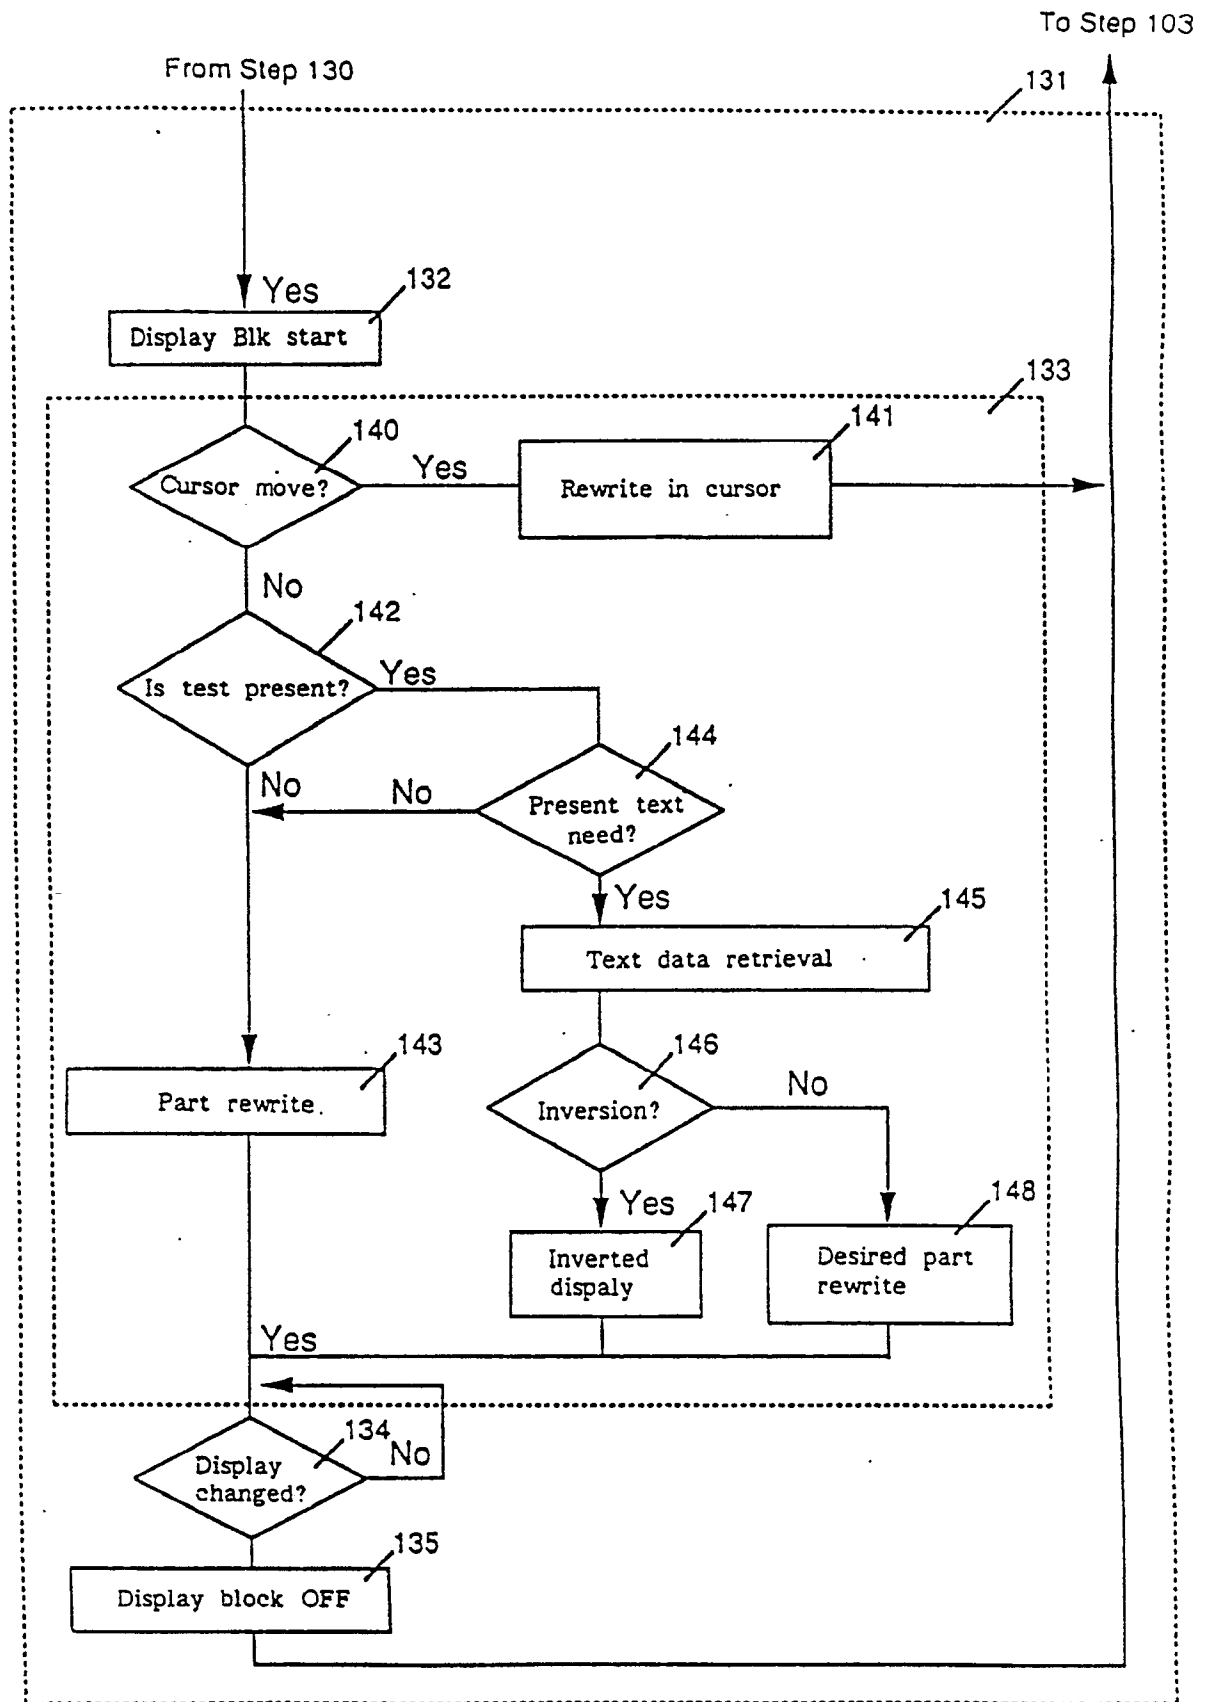 To Step 103
From Step 130
131
Yes
132
Display Blk start
133
140
141
Cursor move?
Yes
Rewrite in cursor
No
142
Is test present?
Yes
144
No
No
Present text
need?
Yes
145
Text data retrieval
143
146
Part rewrite.
Inversion?
No
Yes
147
148
Inverted
dispaly
Desired part
rewrite
Yes
134
No
Display
changed?
135
Display block OFF